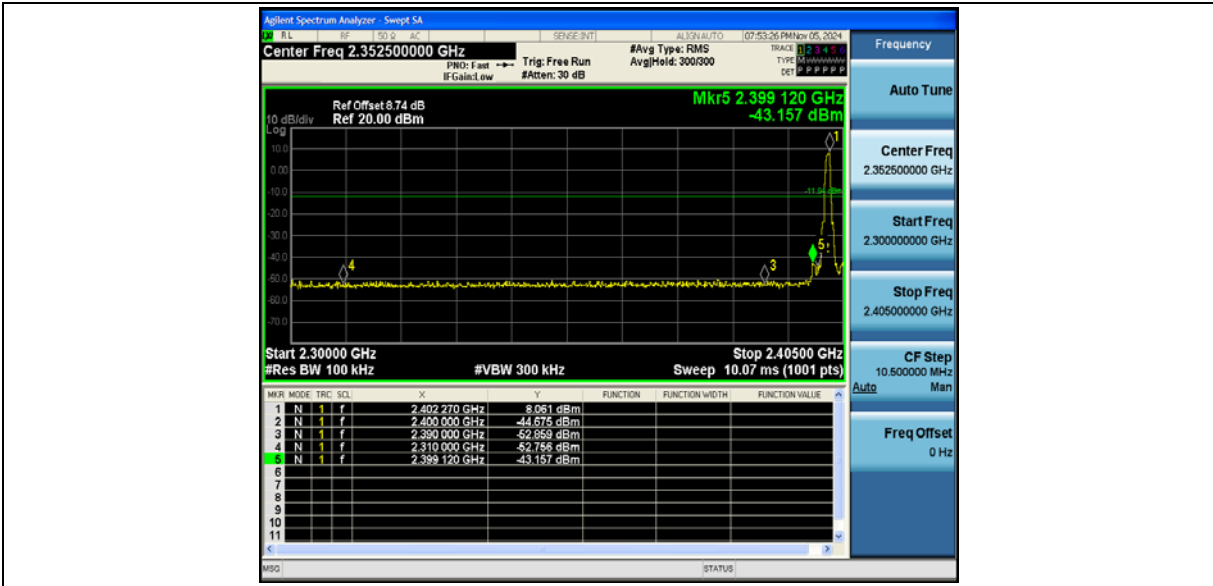 Agilent Spectrum Analyzer - Swept SA
RL RF 50 Ω AC SENSE:INT ALIGN AUTO 07:53:26 PM Nov 05, 2024
Center Freq 2.352500000 GHz
PNO: Fast
IFGain:Low
Trig: Free Run
#Atten: 30 dB
#Avg Type: RMS
Avg|Hold: 300/300
TRACE 1 2 3 4 5 6
TYPE M
DET P P P P P P
Mkr5 2.399 120 GHz
-43.157 dBm
Ref Offset 8.74 dB
10 dB/div Ref 20.00 dBm
Log
10.0
0.00
-10.0
-20.0
-30.0
-40.0
-50.0
-60.0
-70.0
1
5
3
4
Start 2.30000 GHz Stop 2.40500 GHz
#Res BW 100 kHz #VBW 300 kHz Sweep 10.07 ms (1001 pts)
MKR MODE TRC SCL X Y FUNCTION FUNCTION WIDTH FUNCTION VALUE
1 N 1 f 2.402 270 GHz 8.061 dBm
2 N 1 f 2.400 000 GHz -44.675 dBm
3 N 1 f 2.390 000 GHz -52.859 dBm
4 N 1 f 2.310 000 GHz -52.756 dBm
5 N 1 f 2.399 120 GHz -43.157 dBm
6
7
8
9
10
11
MSG STATUS
Frequency
Auto Tune
Center Freq
2.352500000 GHz
Start Freq
2.300000000 GHz
Stop Freq
2.405000000 GHz
CF Step
10.500000 MHz
Auto Man
Freq Offset
0 Hz